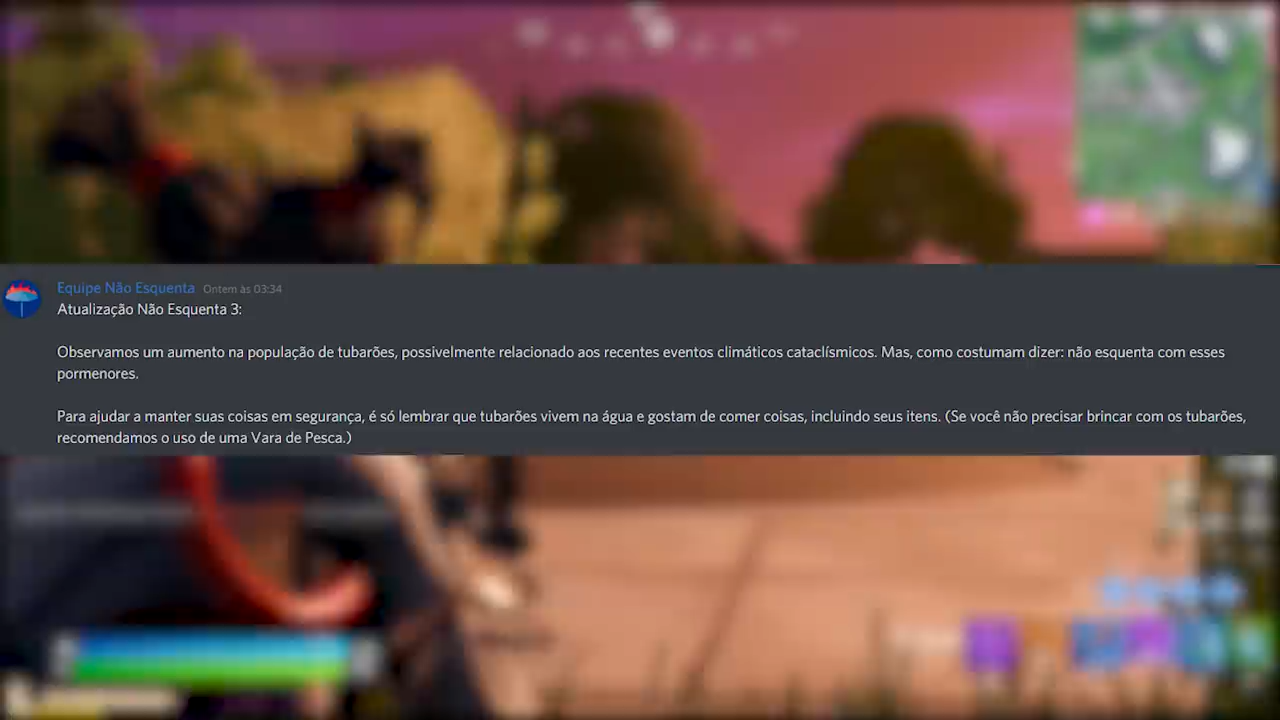 Equipe Não Esquenta Ontem às 03:34
Atualização Não Esquenta 3:
Observamos um aumento na população de tubarões, possivelmente relacionado aos recentes eventos climáticos cataclísmicos. Mas, como costumam dizer: não esquenta com esses
pormenores.
Para ajudar a manter suas coisas em segurança, é só lembrar que tubarões vivem na água e gostam de comer coisas, incluindo seus itens. (Se você não precisar brincar com os tubarões,
recomendamos o uso de uma Vara de Pesca.)